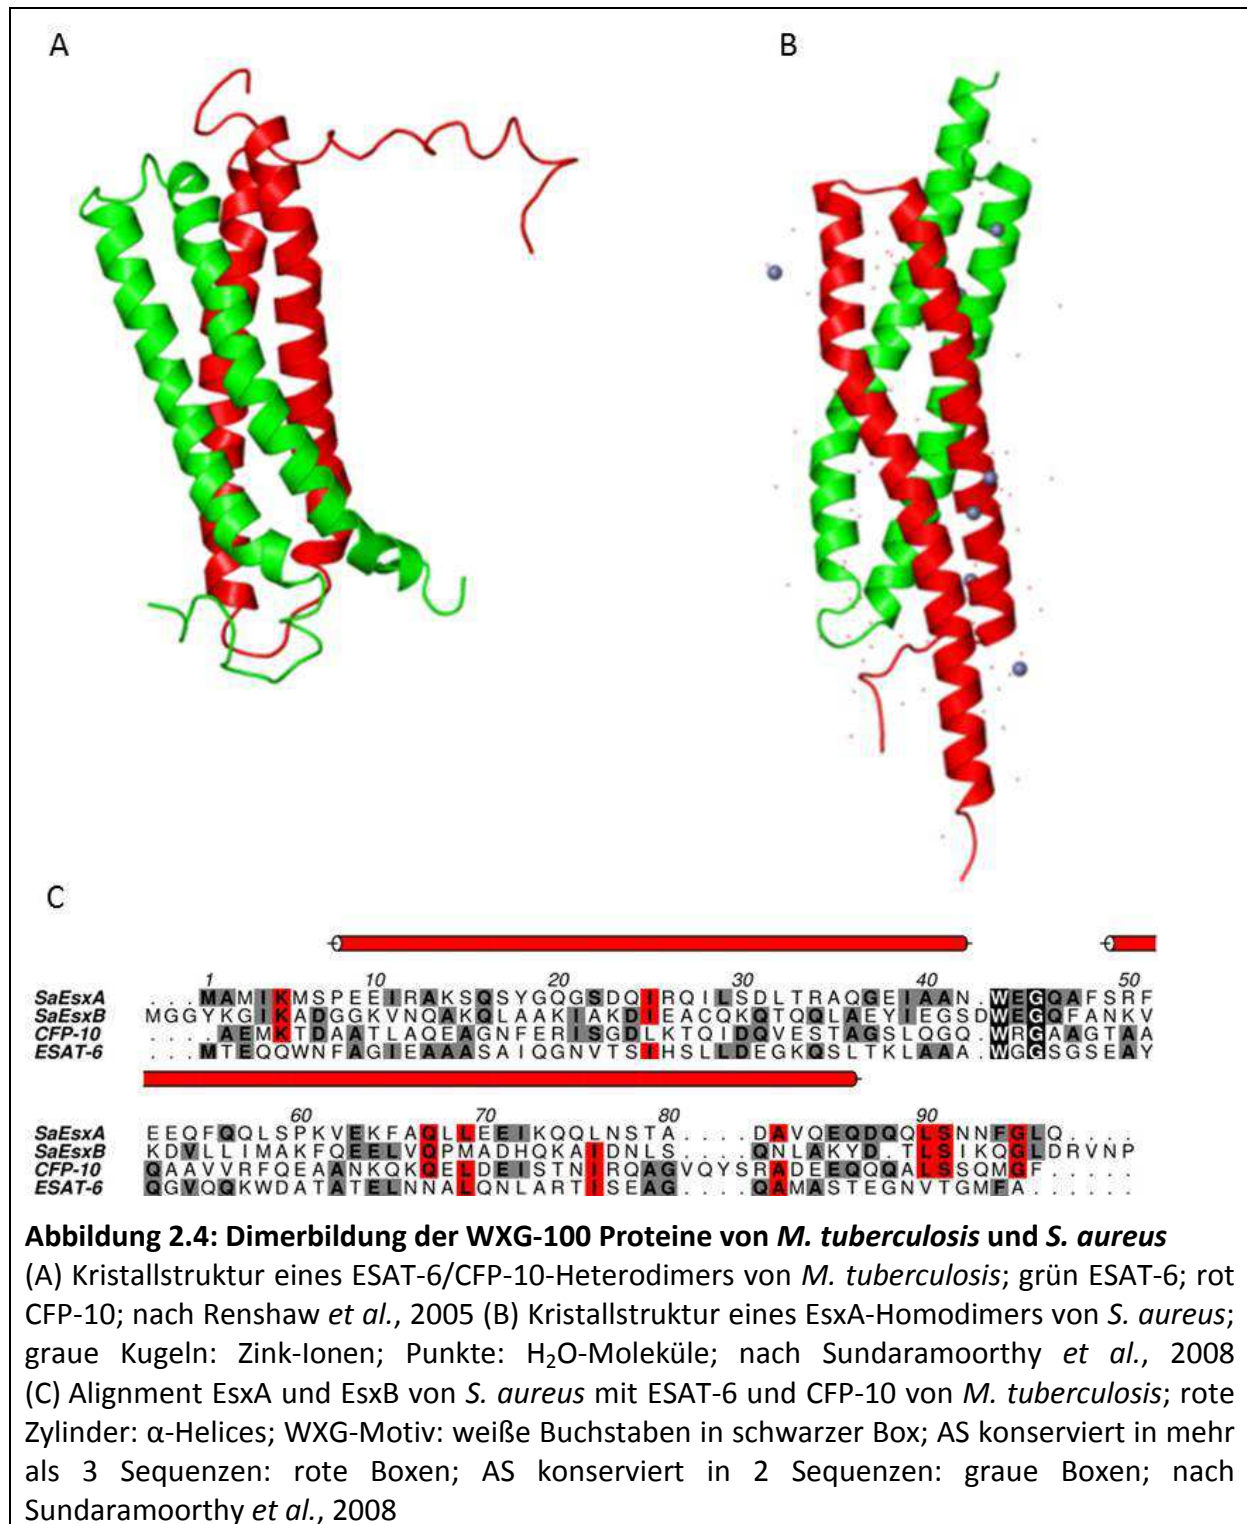 A
B
C
1 10 20 30 40 50
SaEsxA ...MAMIKMSPEEIRAKSQSYGQGSDQIRQILSDLTRAQGEIAAN.WEGQAFSRF
SaEsxB MGGYKGIKADGGKVNQAKQLAAKIAKDIEACQKQTQQLAEYIEGSDWEGQFANKV
CFP-10 ....AEMKTDAATLAQEAGNFERISGDLKTQIDQVESTAGSLQGQ.WRGAAGTAA
ESAT-6 ...MTEQQWNFAGIEAAASAIQGNVTSIHSLLDEGKQSLTKLAAA.WGGSGSEAY
60 70 80 90
SaEsxA EEQFQQLSPKVEKFAQLLEEIKQQLNSTA....DAVQEQDQQLSNNFGLQ....
SaEsxB KDVLLIMAKFQEELVQPMADHQKAIDNLS....QNLAKYD.TLSIKQGLDRVNP
CFP-10 QAAVVRFQEAANKQKQELDEISTNIRQAGVQYSRADEEQQQALSSQMGF.....
ESAT-6 QGVQQKWDATATELNNALQNLARTISEAG....QAMASTEGNVTGMFA......
Abbildung 2.4: Dimerbildung der WXG-100 Proteine von M. tuberculosis und S. aureus
(A) Kristallstruktur eines ESAT-6/CFP-10-Heterodimers von M. tuberculosis; grün ESAT-6; rot
CFP-10; nach Renshaw et al., 2005 (B) Kristallstruktur eines EsxA-Homodimers von S. aureus;
graue Kugeln: Zink-Ionen; Punkte: H₂O-Moleküle; nach Sundaramoorthy et al., 2008
(C) Alignment EsxA und EsxB von S. aureus mit ESAT-6 und CFP-10 von M. tuberculosis; rote
Zylinder: α-Helices; WXG-Motiv: weiße Buchstaben in schwarzer Box; AS konserviert in mehr
als 3 Sequenzen: rote Boxen; AS konserviert in 2 Sequenzen: graue Boxen; nach
Sundaramoorthy et al., 2008